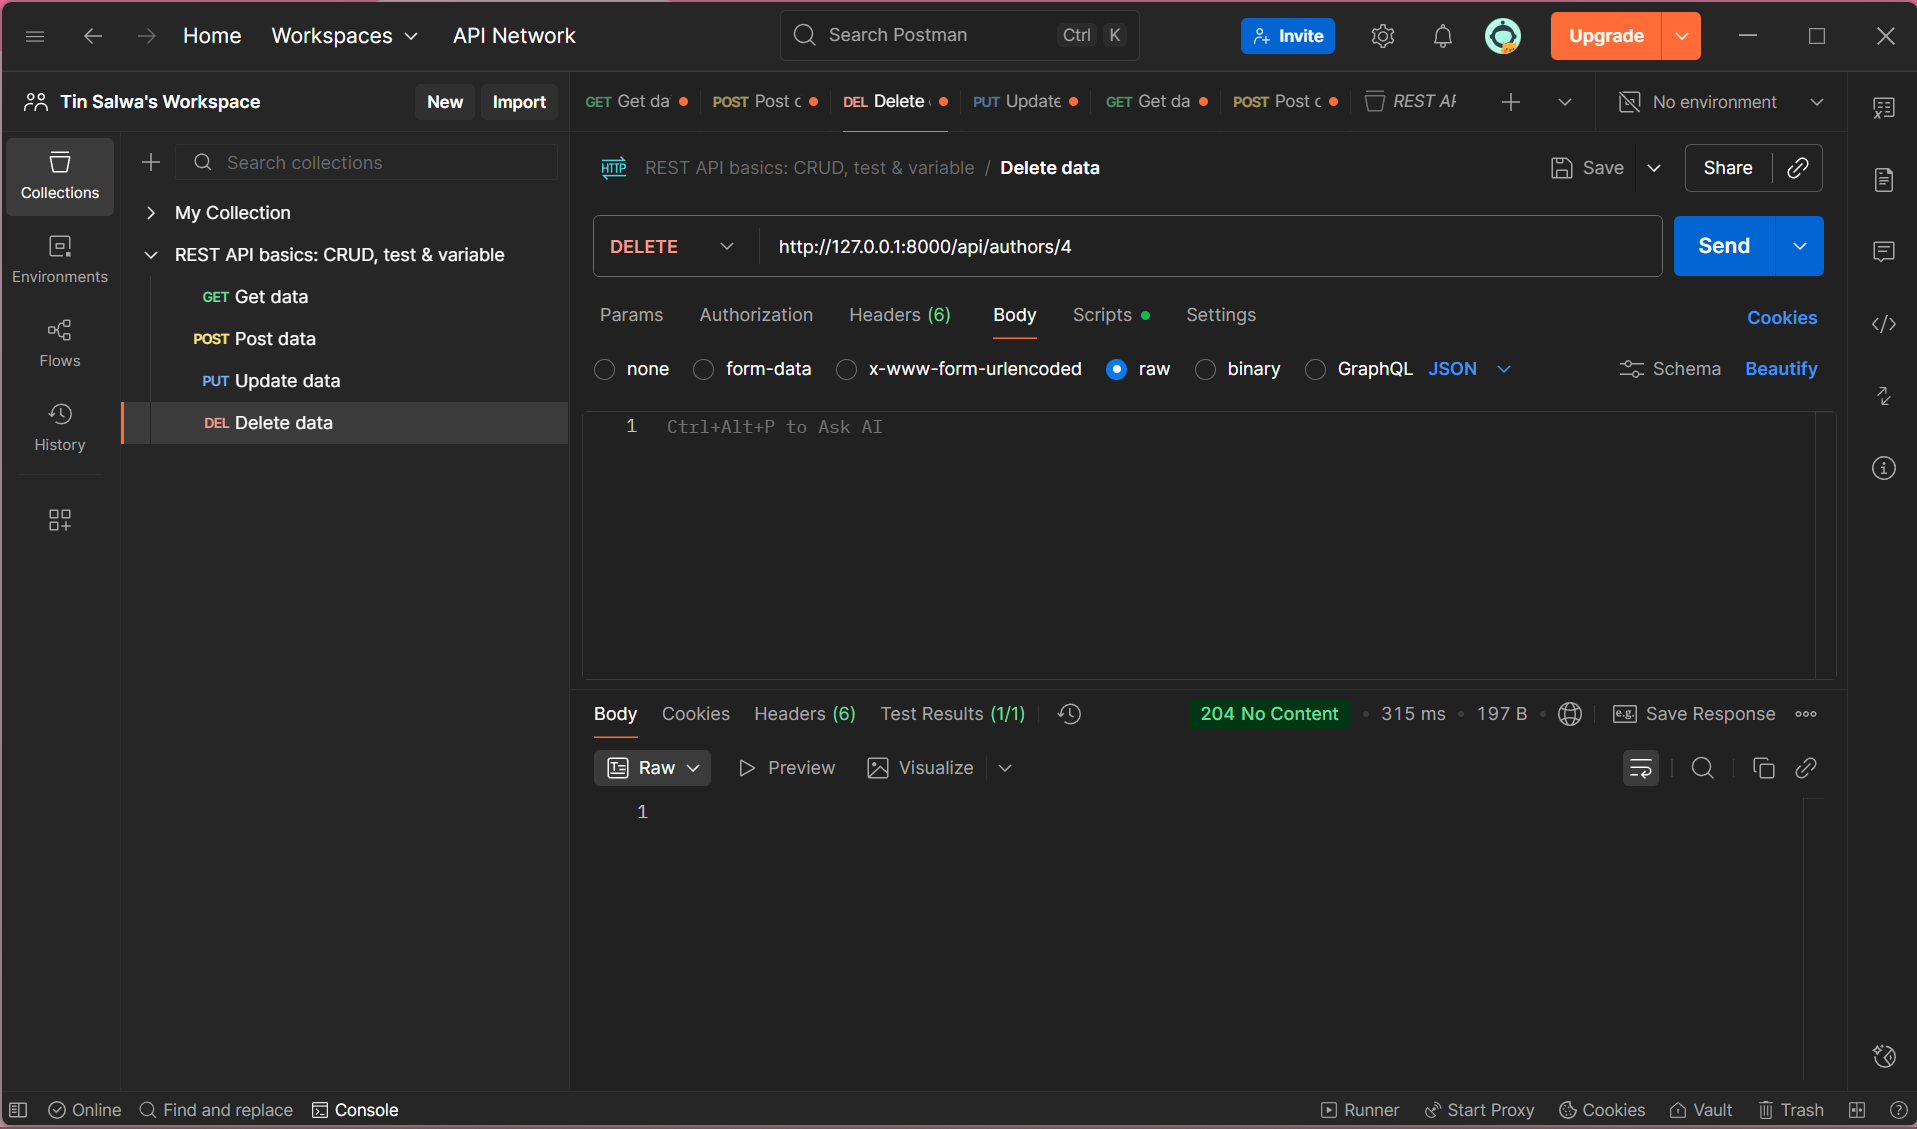 Home Workspaces API Network Search Postman Ctrl K Invite Upgrade
Tin Salwa's Workspace New Import
GET Get da POST Post c DEL Delete PUT Update GET Get da POST Post c REST AP No environment
Collections
Environments
Flows
History
Search collections
My Collection
REST API basics: CRUD, test & variable
GET Get data
POST Post data
PUT Update data
DEL Delete data
HTTP REST API basics: CRUD, test & variable / Delete data Save Share
DELETE http://127.0.0.1:8000/api/authors/4 Send
Params Authorization Headers (6) Body Scripts Settings Cookies
none form-data x-www-form-urlencoded raw binary GraphQL JSON Schema Beautify
1 Ctrl+Alt+P to Ask AI
Body Cookies Headers (6) Test Results (1/1) 204 No Content • 315 ms • 197 B • e.g. Save Response
Raw Preview Visualize
1
Online Find and replace Console Runner Start Proxy Cookies Vault Trash